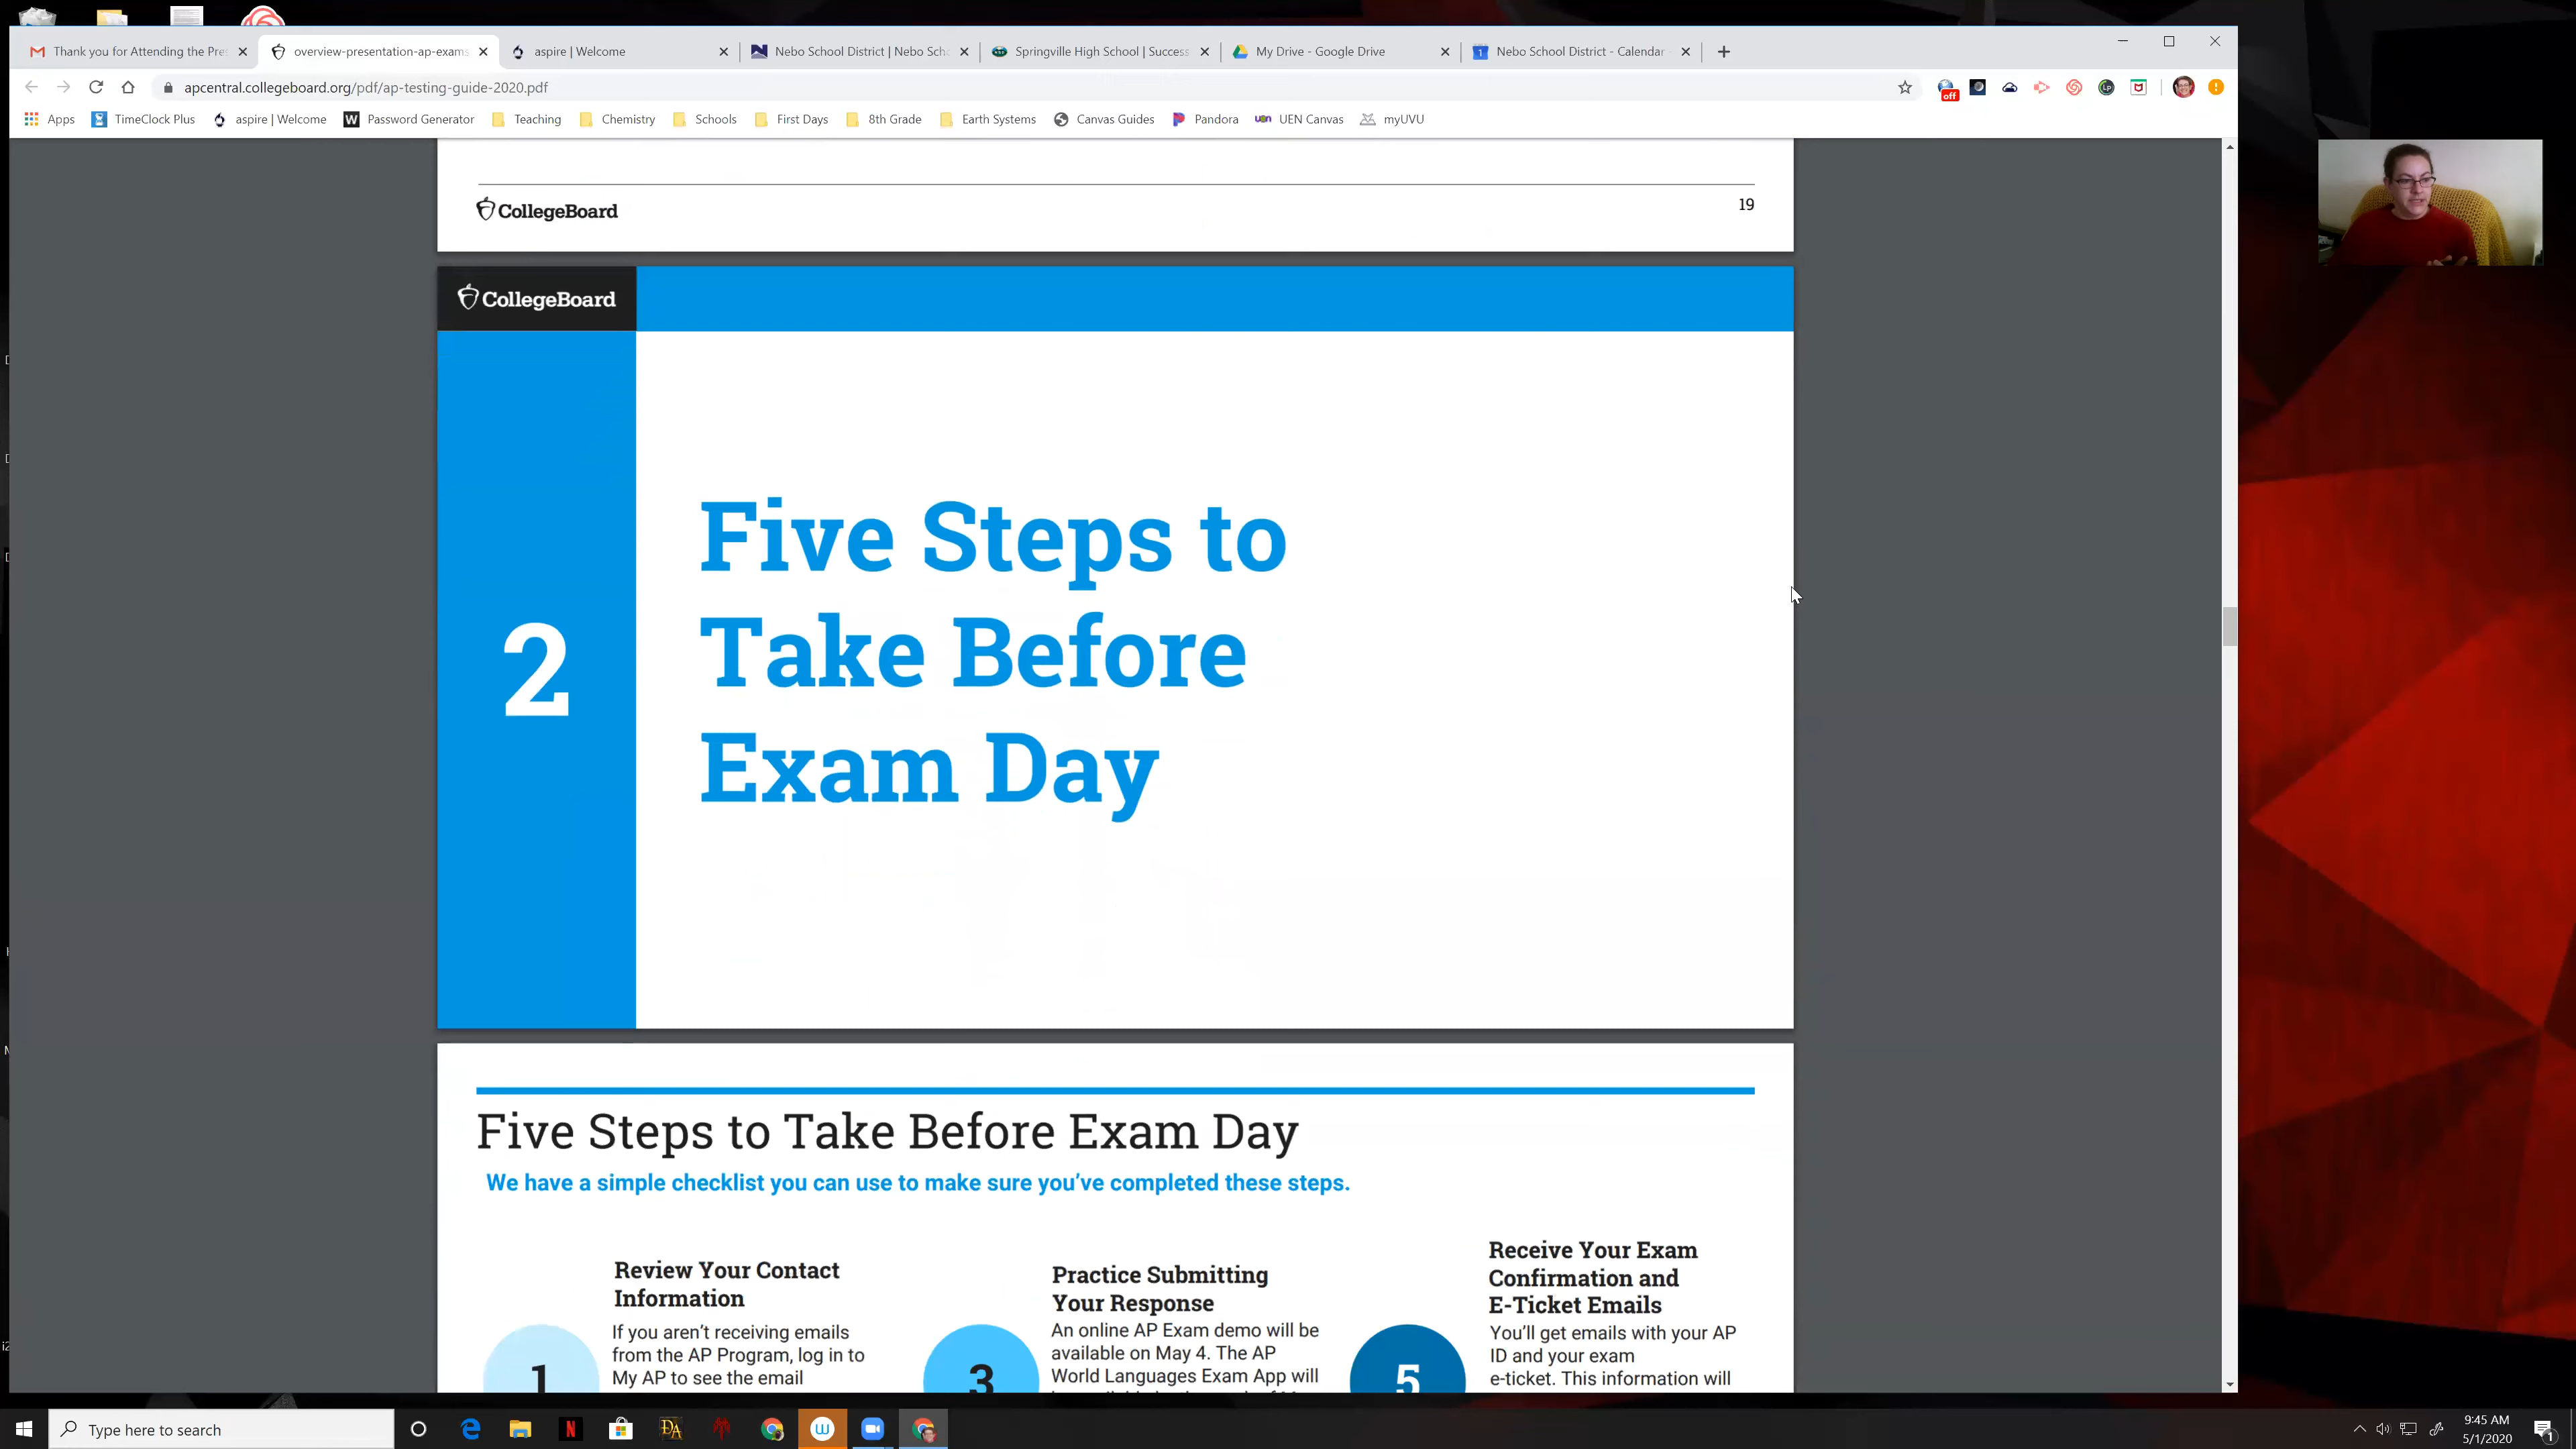 Thank you for Attending the Pre
overview-presentation-ap-exams
aspire | Welcome
Nebo School District | Nebo Sch
Springville High School | Success
My Drive - Google Drive
Nebo School District - Calendar
apcentral.collegeboard.org/pdf/ap-testing-guide-2020.pdf
off
Apps
TimeClock Plus
aspire | Welcome
Password Generator
Teaching
Chemistry
Schools
First Days
8th Grade
Earth Systems
Canvas Guides
Pandora
UEN Canvas
myUVU
CollegeBoard
19
CollegeBoard
2
Five Steps to
Take Before
Exam Day
Five Steps to Take Before Exam Day
We have a simple checklist you can use to make sure you've completed these steps.
1
Review Your Contact
Information
If you aren't receiving emails
from the AP Program, log in to
My AP to see the email
3
Practice Submitting
Your Response
An online AP Exam demo will be
available on May 4. The AP
World Languages Exam App will
5
Receive Your Exam
Confirmation and
E-Ticket Emails
You'll get emails with your AP
ID and your exam
e-ticket. This information will
Type here to search
9:45 AM
5/1/2020